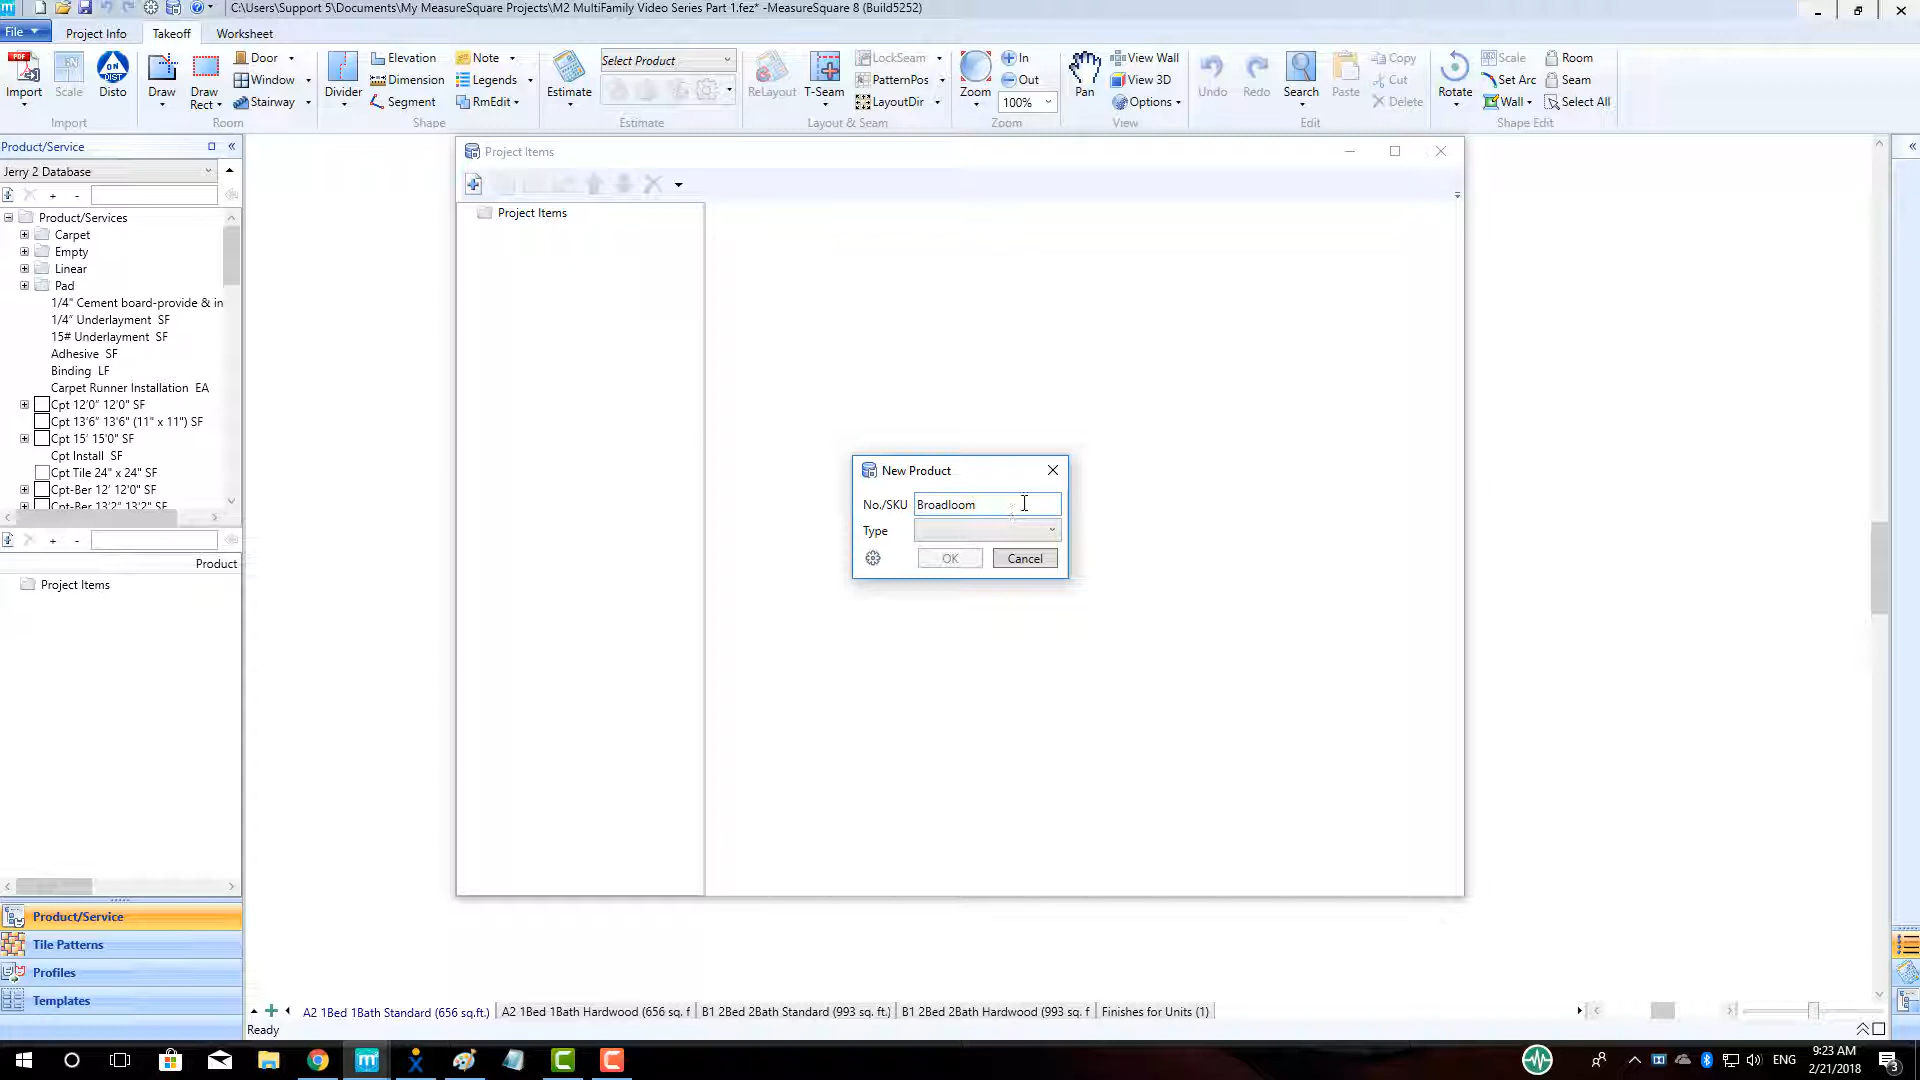 C:\Users\Support 5\Documents\My MeasureSquare Projects\M2 MultiFamily Video Series Part 1.fez* -MeasureSquare 8 (Build5252)
File Project Info Takeoff Worksheet
Import Scale Disto
Import
Draw Draw Rect
Door
Window
Stairway
Room
Divider
Elevation
Dimension
Segment
Note
Legends
RmEdit
Shape
Estimate
Select Product
Estimate
ReLayout T-Seam
LockSeam
PatternPos
LayoutDir
Layout & Seam
Zoom
In
Out
100%
Zoom
Pan
View Wall
View 3D
Options
View
Undo Redo Search Paste
Copy
Cut
Delete
Edit
Rotate
Scale
Set Arc
Wall
Room
Seam
Select All
Shape Edit
Product/Service
Jerry 2 Database
Product/Services
Carpet
Empty
Linear
Pad
1/4" Cement board-provide & in
1/4" Underlayment SF
15# Underlayment SF
Adhesive SF
Binding LF
Carpet Runner Installation EA
Cpt 12'0" 12'0" SF
Cpt 13'6" 13'6" (11" x 11") SF
Cpt 15' 15'0" SF
Cpt Install SF
Cpt Tile 24" x 24" SF
Cpt-Ber 12' 12'0" SF
Cpt-Ber 13'2" 13'2" SF
Product
Project Items
Product/Service
Tile Patterns
Profiles
Templates
Project Items
Project Items
New Product
No./SKU Broadloom
Type
OK Cancel
A2 1Bed 1Bath Standard (656 sq.ft.) A2 1Bed 1Bath Hardwood (656 sq. f B1 2Bed 2Bath Standard (993 sq. ft.) B1 2Bed 2Bath Hardwood (993 sq. f Finishes for Units (1)
Ready
ENG
9:23 AM
2/21/2018
3